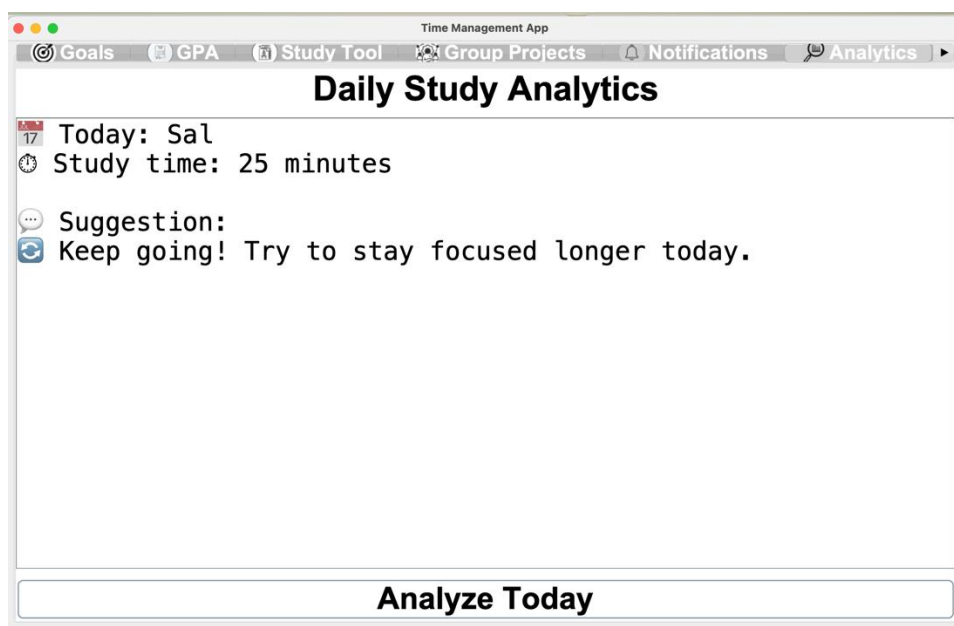 Time Management App
Goals GPA Study Tool Group Projects Notifications Analytics
Daily Study Analytics
17 Today: Sal
Study time: 25 minutes
Suggestion:
Keep going! Try to stay focused longer today.
Analyze Today